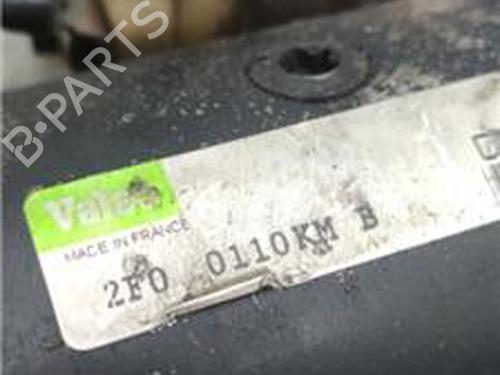 B-PARTS
Valeo
MADE IN FRANCE
2F0 0110KM B